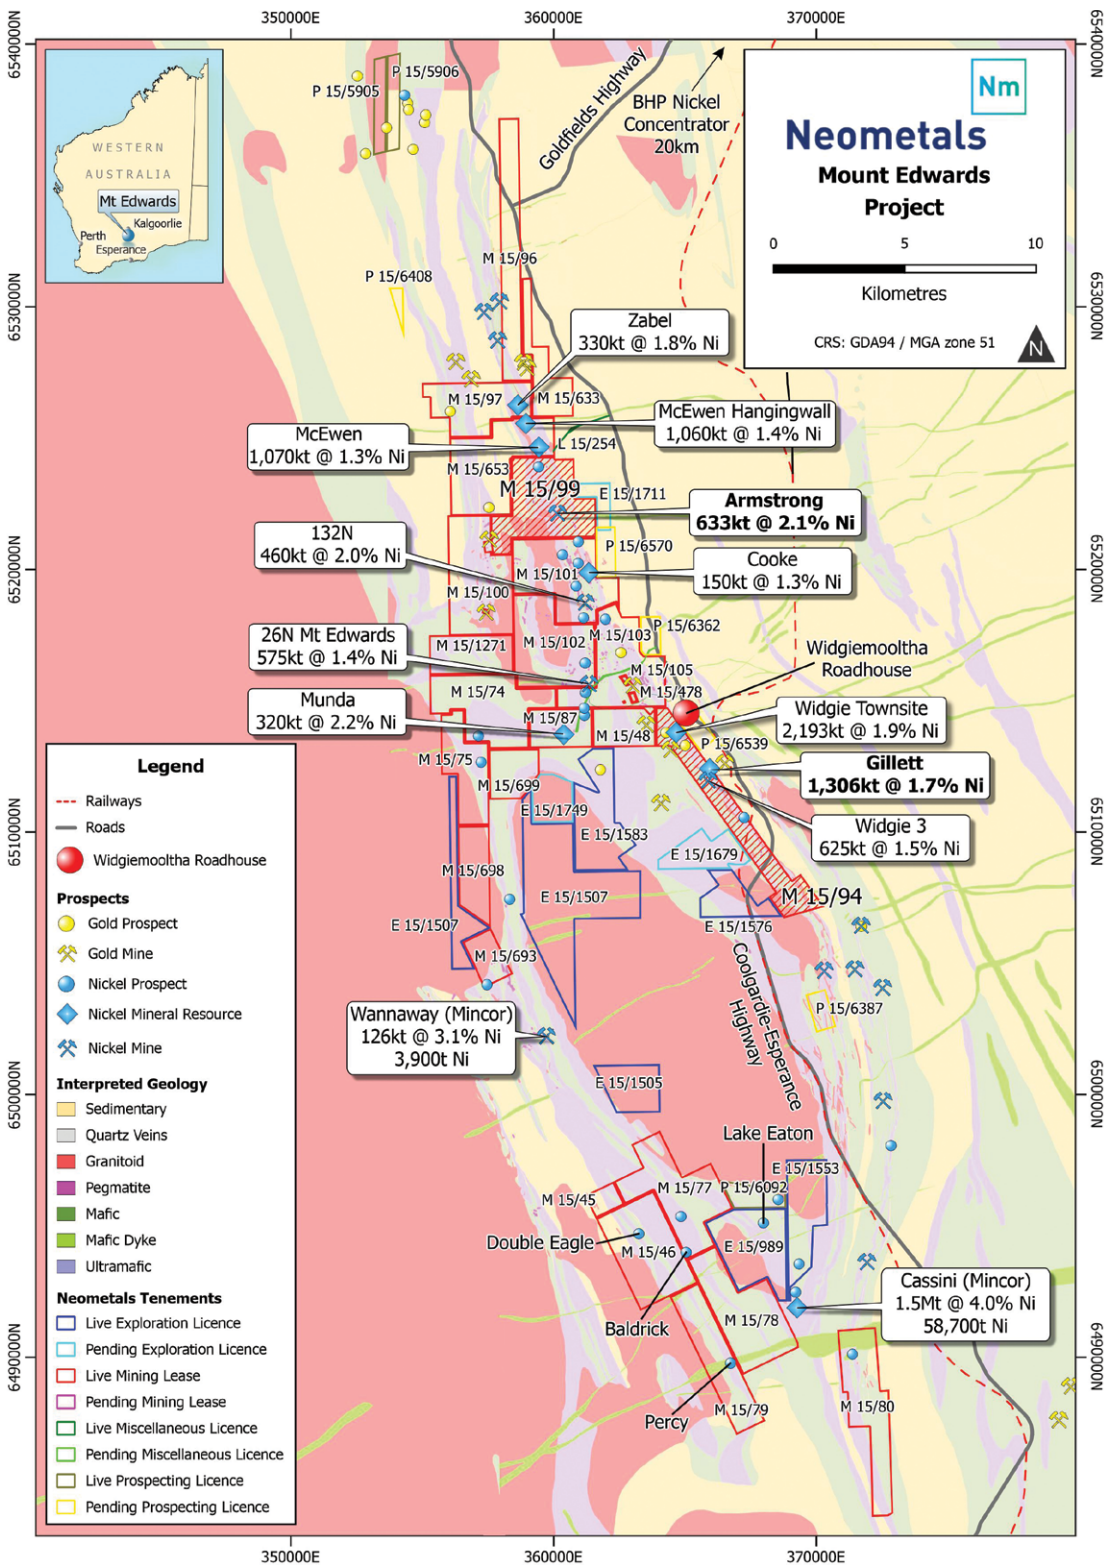 350000E
360000E
370000E
6540000N
6540000N
WESTERN
AUSTRALIA
Mt Edwards
Kalgoorlie
Perth
Esperance
P 15/5906
P 15/5905
Goldfields Highway
BHP Nickel
Concentrator
20km
Nm
Neometals
Mount Edwards
Project
0
5
10
Kilometres
CRS: GDA94 / MGA zone 51
N
M 15/96
P 15/6408
6530000N
6530000N
Zabel
330kt @ 1.8% Ni
M 15/97
M 15/633
McEwen Hangingwall
1,060kt @ 1.4% Ni
McEwen
1,070kt @ 1.3% Ni
L 15/254
M 15/653
M 15/99
E 15/1711
Armstrong
633kt @ 2.1% Ni
132N
460kt @ 2.0% Ni
P 15/6570
Cooke
150kt @ 1.3% Ni
6520000N
6520000N
M 15/101
M 15/100
26N Mt Edwards
575kt @ 1.4% Ni
M 15/102
M 15/103
P 15/6362
M 15/1271
M 15/105
Widgiemooltha
Roadhouse
M 15/74
M 15/478
Munda
320kt @ 2.2% Ni
M 15/87
M 15/48
Widgie Townsite
2,193kt @ 1.9% Ni
P 15/6539
M 15/75
Gillett
1,306kt @ 1.7% Ni
M 15/699
E 15/1749
Widgie 3
625kt @ 1.5% Ni
6510000N
6510000N
E 15/1583
E 15/1679
M 15/698
E 15/1507
M 15/94
E 15/1507
E 15/1576
M 15/693
Coolgardie-Esperance
Highway
P 15/6387
Wannaway (Mincor)
126kt @ 3.1% Ni
3,900t Ni
E 15/1505
6500000N
6500000N
Lake Eaton
E 15/1553
M 15/77
P 15/6092
M 15/45
Double Eagle
M 15/46
E 15/989
Cassini (Mincor)
1.5Mt @ 4.0% Ni
58,700t Ni
Baldrick
M 15/78
6490000N
6490000N
Percy
M 15/79
M 15/80
Legend
Railways
Roads
Widgiemooltha Roadhouse
Prospects
Gold Prospect
Gold Mine
Nickel Prospect
Nickel Mineral Resource
Nickel Mine
Interpreted Geology
Sedimentary
Quartz Veins
Granitoid
Pegmatite
Mafic
Mafic Dyke
Ultramafic
Neometals Tenements
Live Exploration Licence
Pending Exploration Licence
Live Mining Lease
Pending Mining Lease
Live Miscellaneous Licence
Pending Miscellaneous Licence
Live Prospecting Licence
Pending Prospecting Licence
350000E
360000E
370000E